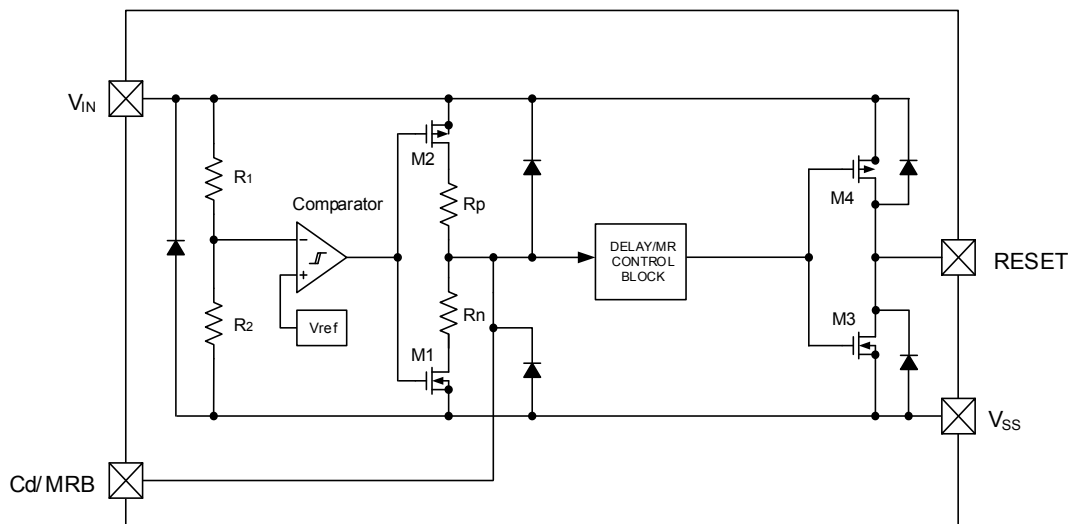 VIN
M2
R1
Comparator
Rp
M4
−
DELAY/MR
CONTROL
BLOCK
RESET
+
R2
Vref
Rn
M3
M1
VSS
Cd/MRB